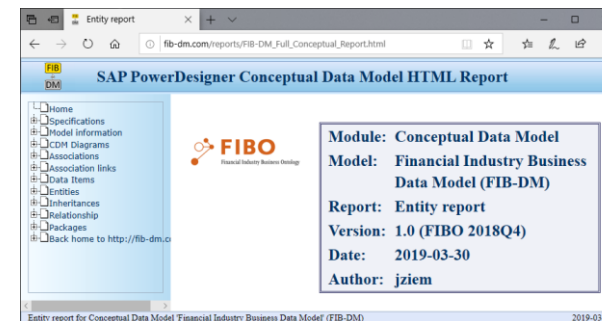 Entity report
fib-dm.com/reports/FIB-DM_Full_Conceptual_Report.html
FIB
DM
SAP PowerDesigner Conceptual Data Model HTML Report
Home
Specifications
Model information
CDM Diagrams
Associations
Association links
Data Items
Entities
Inheritances
Relationship
Packages
Back home to http://fib-dm.c
FIBO
Financial Industry Business Ontology
Module: Conceptual Data Model
Model: Financial Industry Business
Data Model (FIB-DM)
Report: Entity report
Version: 1.0 (FIBO 2018Q4)
Date: 2019-03-30
Author: jziem
Entity report for Conceptual Data Model 'Financial Industry Business Data Model' (FIB-DM) 2019-03